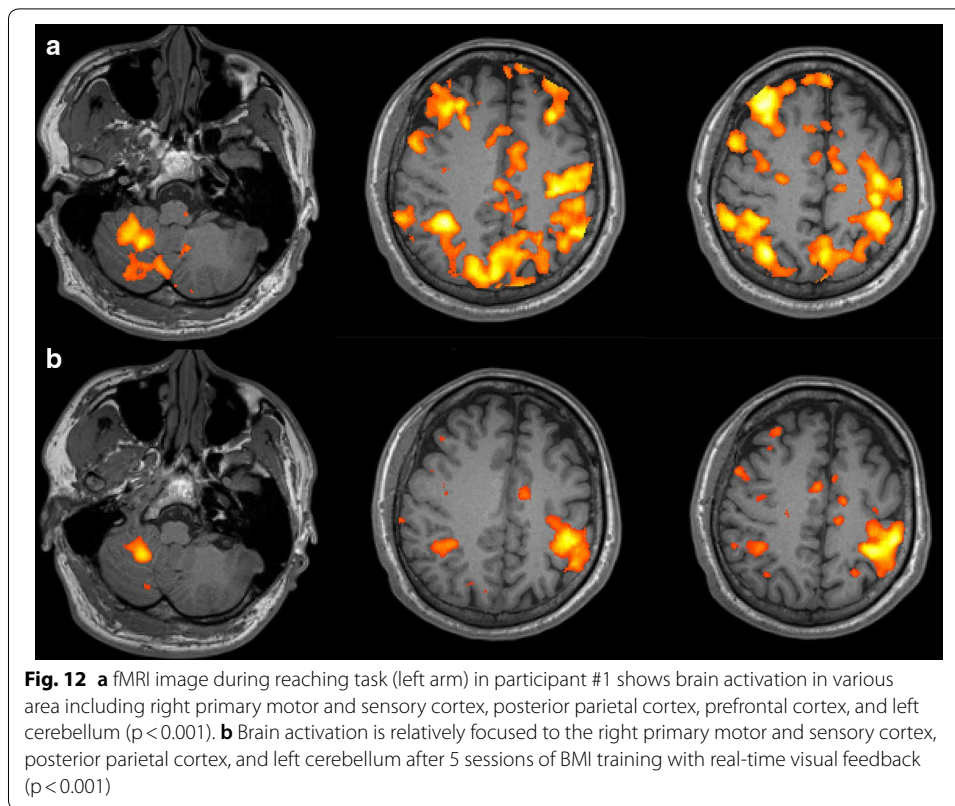 a
b
Fig. 12 a fMRI image during reaching task (left arm) in participant #1 shows brain activation in various
area including right primary motor and sensory cortex, posterior parietal cortex, prefrontal cortex, and left
cerebellum (p < 0.001). b Brain activation is relatively focused to the right primary motor and sensory cortex,
posterior parietal cortex, and left cerebellum after 5 sessions of BMI training with real-time visual feedback
(p < 0.001)